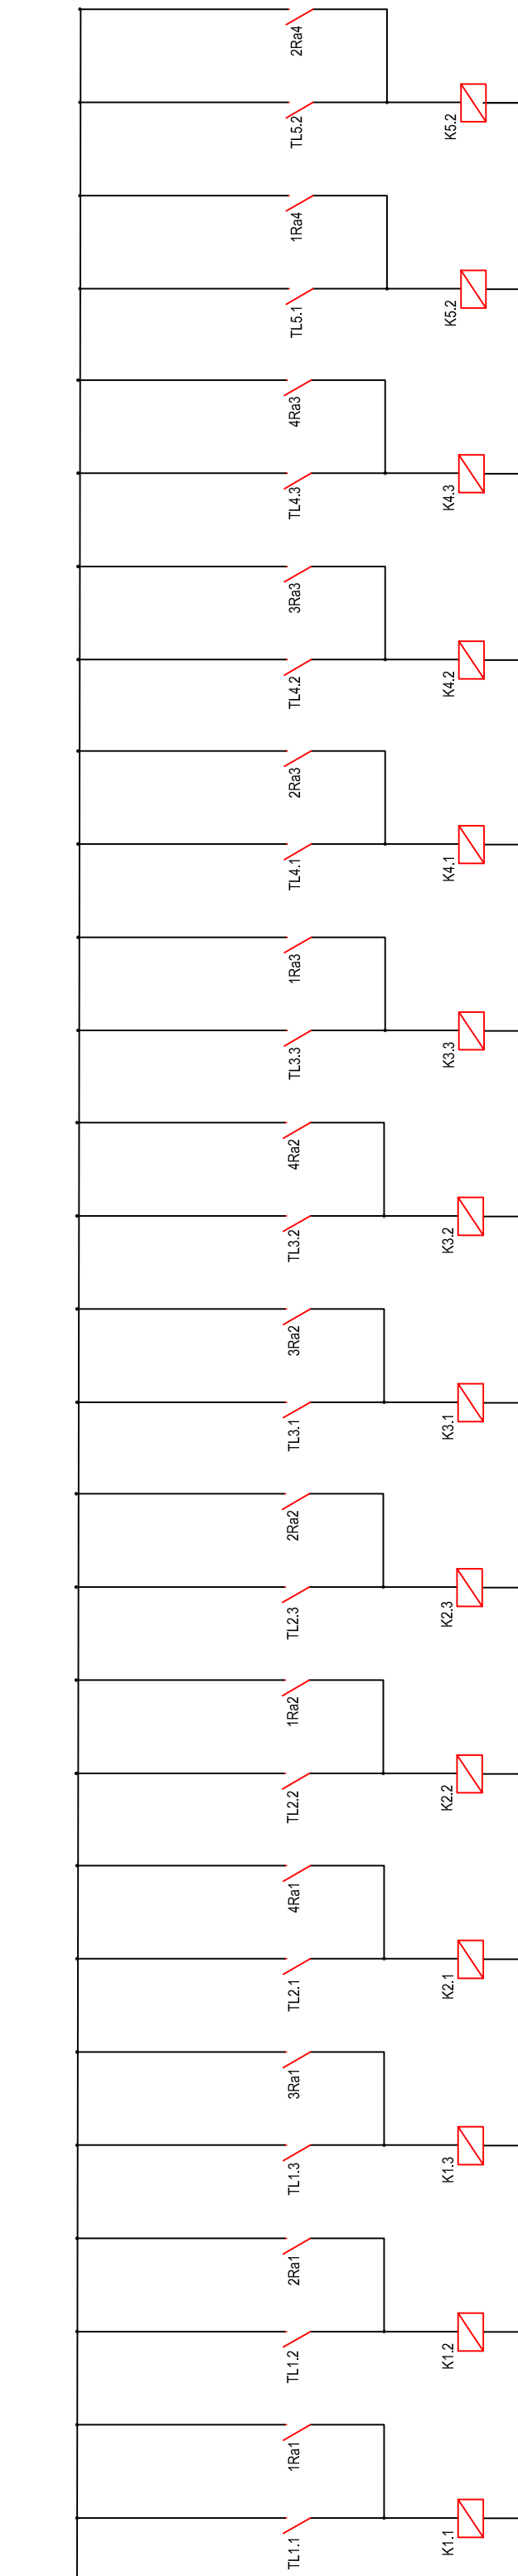 2Ra4
TL5.2
K5.2
1Ra4
TL5.1
K5.2
4Ra3
TL4.3
K4.3
3Ra3
TL4.2
K4.2
2Ra3
TL4.1
K4.1
1Ra3
TL3.3
K3.3
4Ra2
TL3.2
K3.2
3Ra2
TL3.1
K3.1
2Ra2
TL2.3
K2.3
1Ra2
TL2.2
K2.2
4Ra1
TL2.1
K2.1
3Ra1
TL1.3
K1.3
2Ra1
TL1.2
K1.2
1Ra1
TL1.1
K1.1